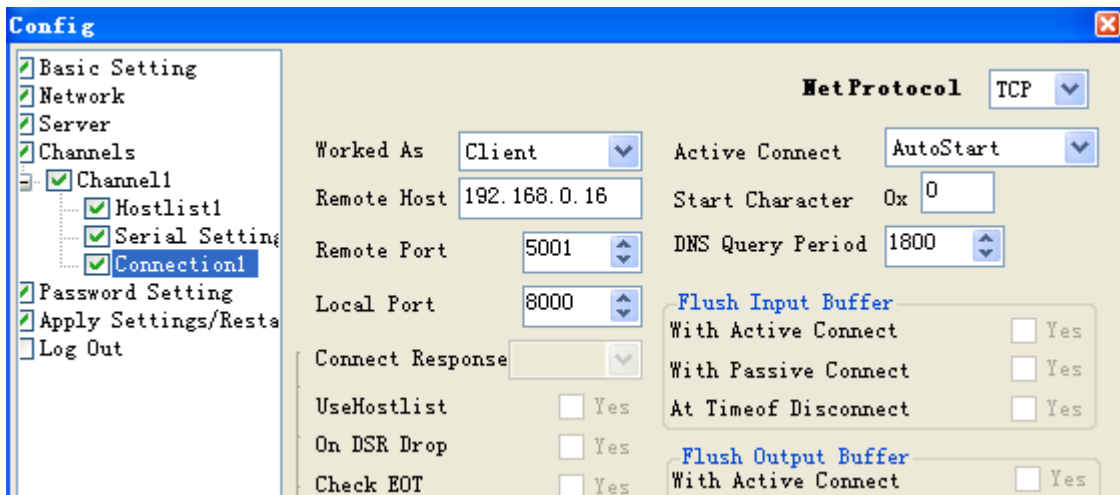 Config
Basic Setting
Network
Server
Channels
Channel1
Hostlist1
Serial Setting
Connection1
Password Setting
Apply Settings/Resta
Log Out
NetProtocol TCP
Worked As Client
Remote Host 192.168.0.16
Remote Port 5001
Local Port 8000
Connect Response
UseHostlist Yes
On DSR Drop Yes
Check EOT Yes
Active Connect AutoStart
Start Character 0x 0
DNS Query Period 1800
Flush Input Buffer
With Active Connect Yes
With Passive Connect Yes
At Timeof Disconnect Yes
Flush Output Buffer
With Active Connect Yes